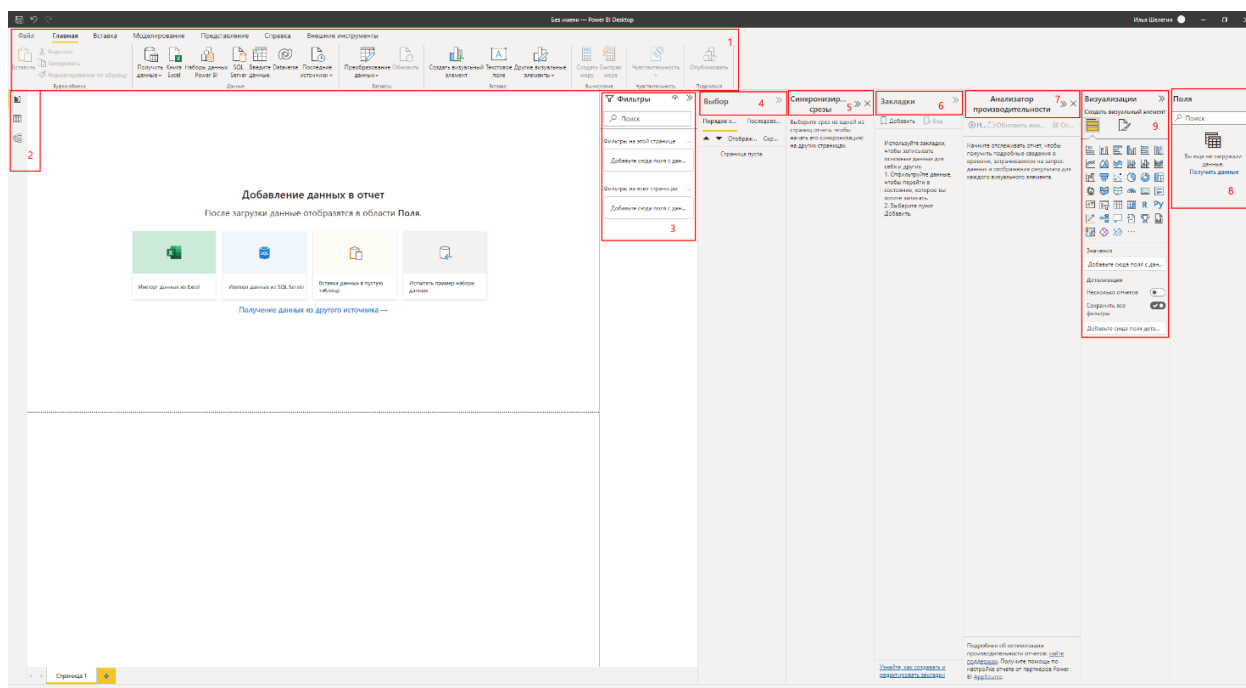 Без имени — Power BI Desktop
Илья Шелегин
Файл Главная Вставка Моделирование Представление Справка Внешние инструменты
1
Вставить
Вырезать
Копировать
Форматирование по образцу
Буфер обмена
Получить данные
Книга Excel
Наборы данных Power BI
SQL Server
Введите данные
Dataverse
Последние источники
Данные
Преобразование данных
Обновить
Запросы
Создать визуальный элемент
Текстовое поле
Другие визуальные элементы
Вставка
Создать меру
Быстрая мера
Вычисления
Чувствительность
Чувствительность
Опубликовать
Поделиться
2
Добавление данных в отчет
После загрузки данные отобразятся в области Поля.
Импорт данных из Excel
Импорт данных из SQL Server
Вставка данных в пустую таблицу
Испытать пример набора данных
Получение данных из другого источника →
Страница 1
Фильтры
Поиск
Фильтры на этой странице ...
Добавьте сюда поля с дан...
Фильтры на всех страницах ...
Добавьте сюда поля с дан...
3
Выбор
4
Порядок с... Последова...
Отображ... Скр...
Страница пуста.
Синхронизир...
срезы
5
Выберите срез на одной из
страниц отчета, чтобы
начать его синхронизацию
на других страницах.
Закладки
6
Добавить Вид
Используйте закладки,
чтобы записывать
основные данные для
себя и других.
1. Отфильтруйте данные,
чтобы перейти в
состояние, которое вы
хотите записать.
2. Выберите пункт
Добавить.
Узнайте, как создавать и
редактировать закладки
Анализатор
производительности
7
Н... Обновить виз... Ос...
Начните отслеживать отчет, чтобы
получить подробные сведения о
времени, затрачиваемом на запрос
данных и отображение результата для
каждого визуального элемента.
Подробнее об оптимизации
производительности отчетов: сайте
поддержки. Получите помощь по
настройке отчета от партнеров Power
BI AppSource.
Визуализации
Создать визуальный элемент
9
R Py
Значения
Добавьте сюда поля с дан...
Детализация
Несколько отчетов
Сохранить все
фильтры
Добавьте сюда поля дета...
Поля
Поиск
Вы еще не загружали
данные.
Получить данные
8